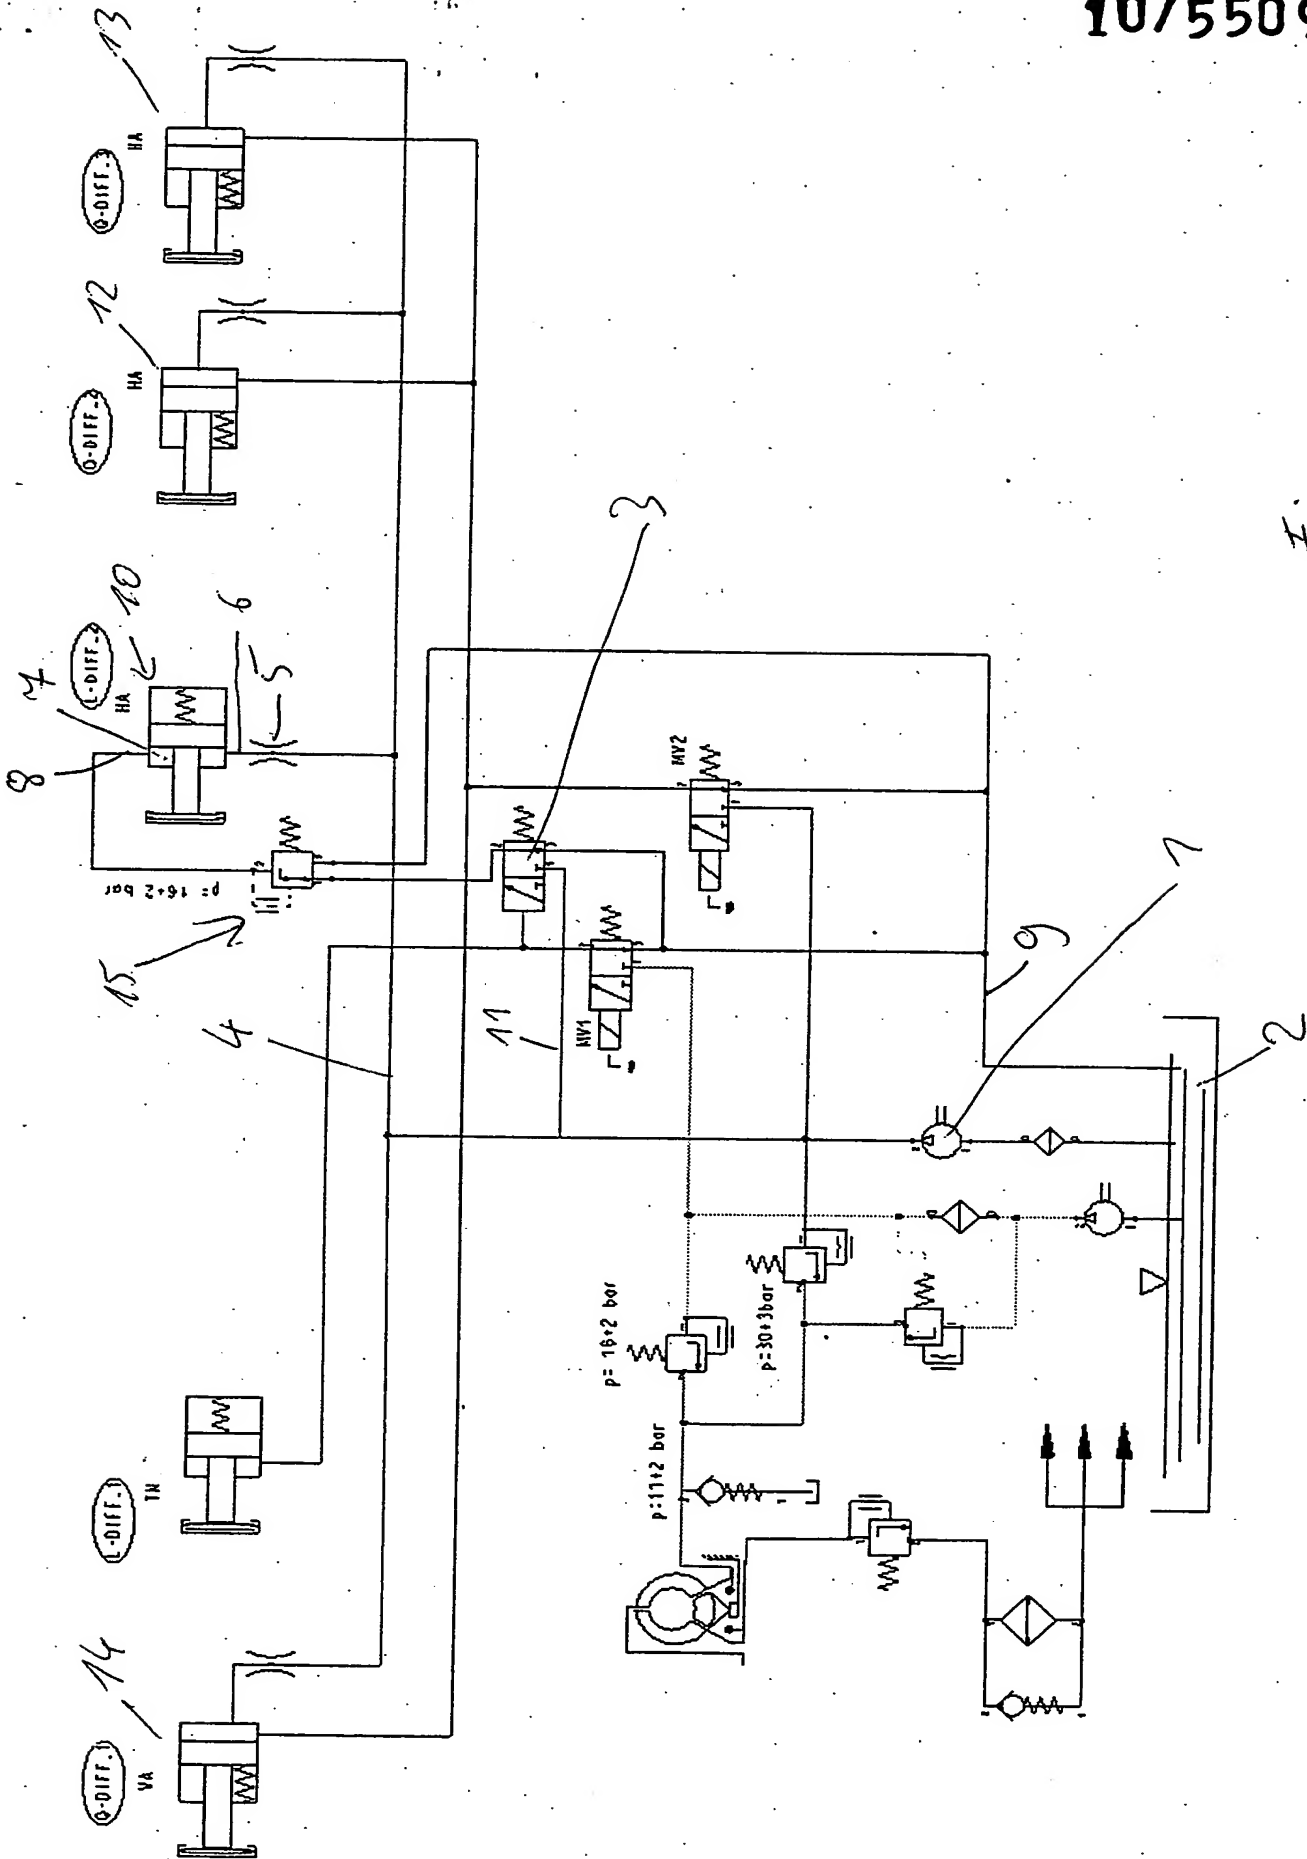 10/5509
13
Q-DIFF.3
HA
12
Q-DIFF.2
HA
3
I.
10
L-DIFF.2
HA
7
8
6
5
p= 16+2 bar
15
MV2
4
11
MV1
1
9
2
p= 16+2 bar
p=30+3bar
p=11+2 bar
L-DIFF.1
TN
14
Q-DIFF.1
VA